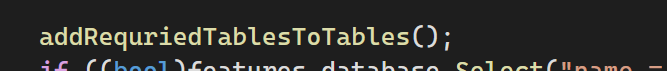 addRequriedTablesToTables();
if ((bool)features.database.Select("name =